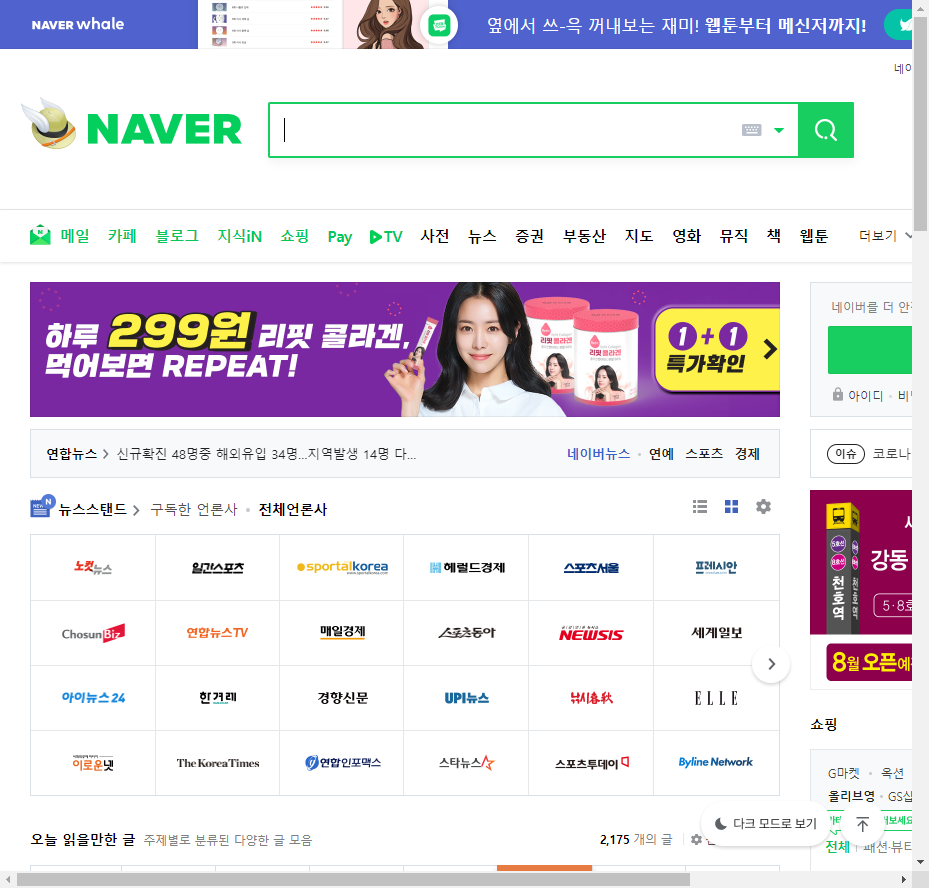 NAVER whale
옆에서 쓰-윽 꺼내보는 재미! 웹툰부터 메신저까지!
네이
NAVER
메일 카페 블로그 지식iN 쇼핑 Pay TV 사전 뉴스 증권 부동산 지도 영화 뮤직 책 웹툰 더보기
하루 299원 리핏 콜라겐,
먹어보면 REPEAT!
1+1
특가확인
네이버를 더 안전
아이디 · 비밀
연합뉴스 > 신규확진 48명중 해외유입 34명...지역발생 14명 다...
네이버뉴스 · 연예 스포츠 경제
이슈 코로나
뉴스스탠드 > 구독한 언론사 · 전체언론사
노컷뉴스 일간스포츠 sportalkorea 헤럴드경제 스포츠서울 프레시안
ChosunBiz 연합뉴스TV 매일경제 스포츠동아 NEWSIS 세계일보
아이뉴스24 한겨레 경향신문 UPI뉴스 낚시春秋 ELLE
이로운넷 The Korea Times 연합인포맥스 스타뉴스 스포츠투데이 Byline Network
5호선
8호선
천호역
강동
5·8호
8월 오픈예
쇼핑
G마켓 · 옥션
올리브영 · GS샵
전체 패션·뷰티
오늘 읽을만한 글 주제별로 분류된 다양한 글 모음
2,175 개의 글
다크 모드로 보기